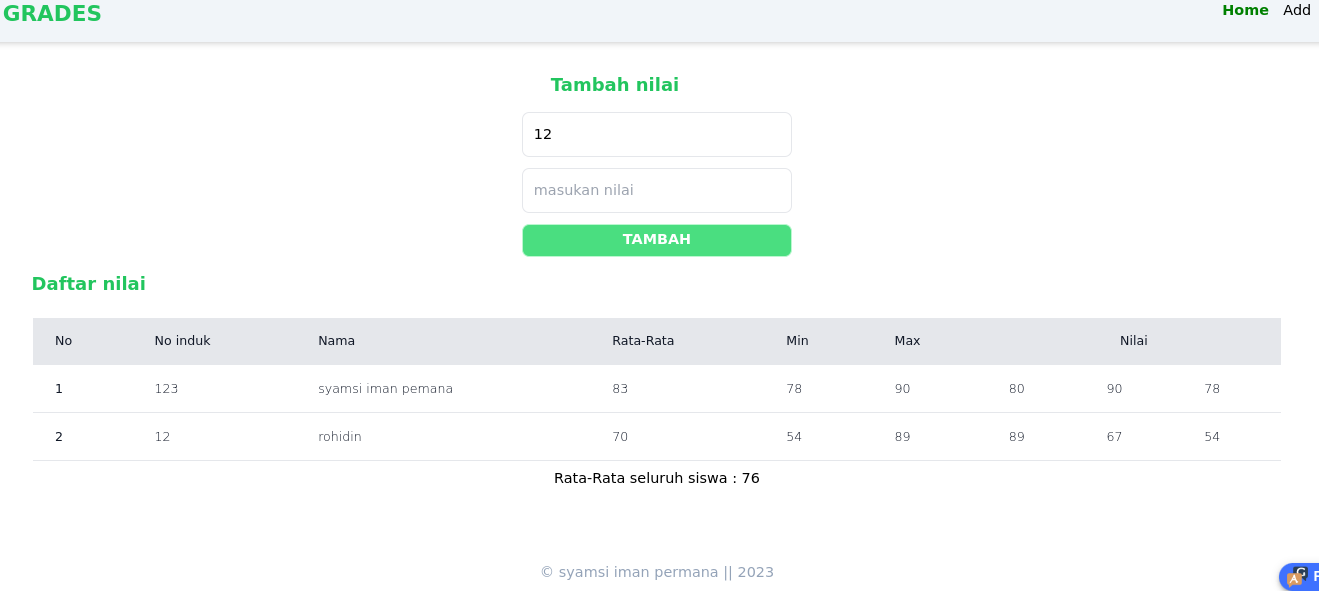 GRADES
Home Add
Tambah nilai
12
masukan nilai
TAMBAH
Daftar nilai
No No induk Nama Rata-Rata Min Max Nilai
1 123 syamsi iman pemana 83 78 90 80 90 78
2 12 rohidin 70 54 89 89 67 54
Rata-Rata seluruh siswa : 76
© syamsi iman permana || 2023